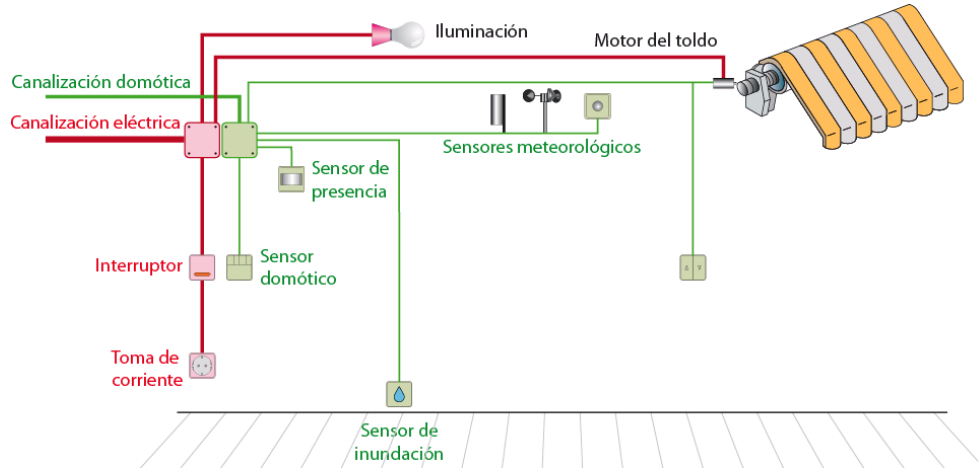 Iluminación
Motor del toldo
Canalización domótica
Canalización eléctrica
Sensores meteorológicos
Sensor de
presencia
Interruptor
Sensor
domótico
Toma de
corriente
Sensor de
inundación